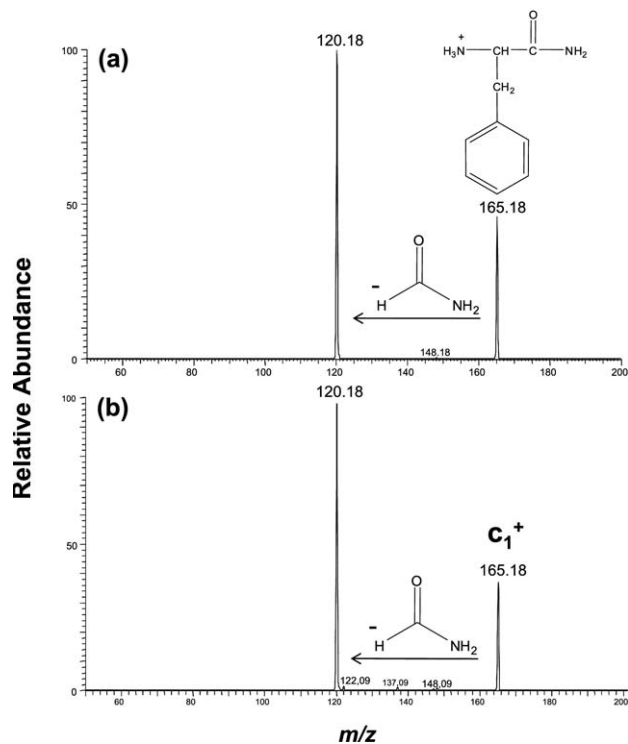 (a)
100
50
0
120.18
165.18
148.18
+
H₃N
CH
C
NH₂
O
CH₂
-
O
H
NH₂
60
80
100
120
140
160
180
200
Relative Abundance
(b)
100
50
0
120.18
c₁⁺
165.18
-
O
H
NH₂
122.09
137.09
148.09
60
80
100
120
140
160
180
200
m/z